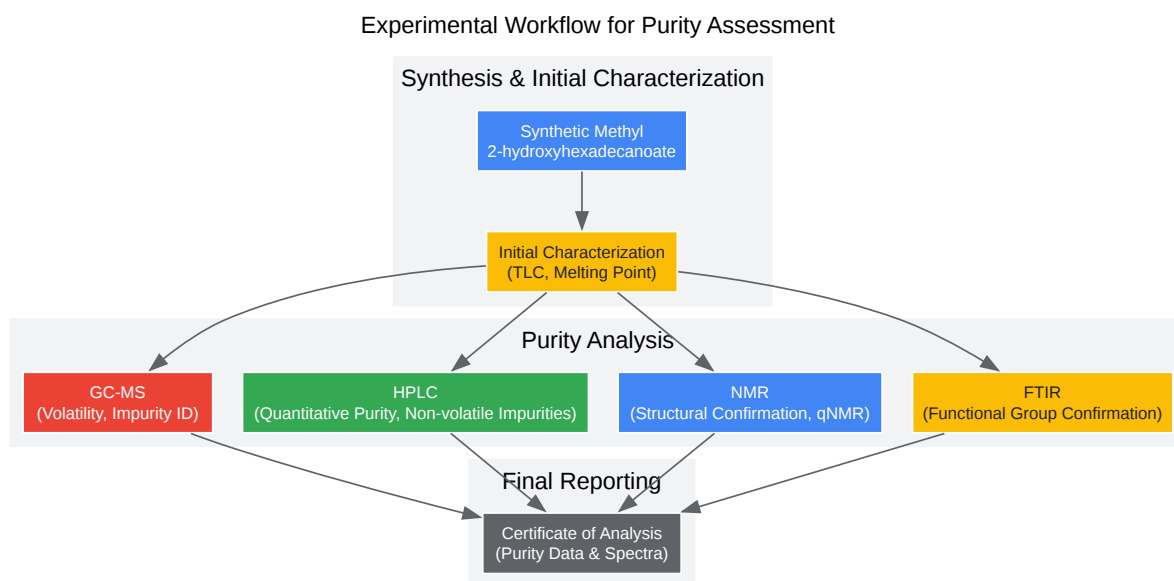 Experimental Workflow for Purity Assessment
Synthesis & Initial Characterization
Synthetic Methyl
2-hydroxyhexadecanoate
Initial Characterization
(TLC, Melting Point)
Purity Analysis
GC-MS
(Volatility, Impurity ID)
HPLC
(Quantitative Purity, Non-volatile Impurities)
NMR
(Structural Confirmation, qNMR)
FTIR
(Functional Group Confirmation)
Final Reporting
Certificate of Analysis
(Purity Data & Spectra)